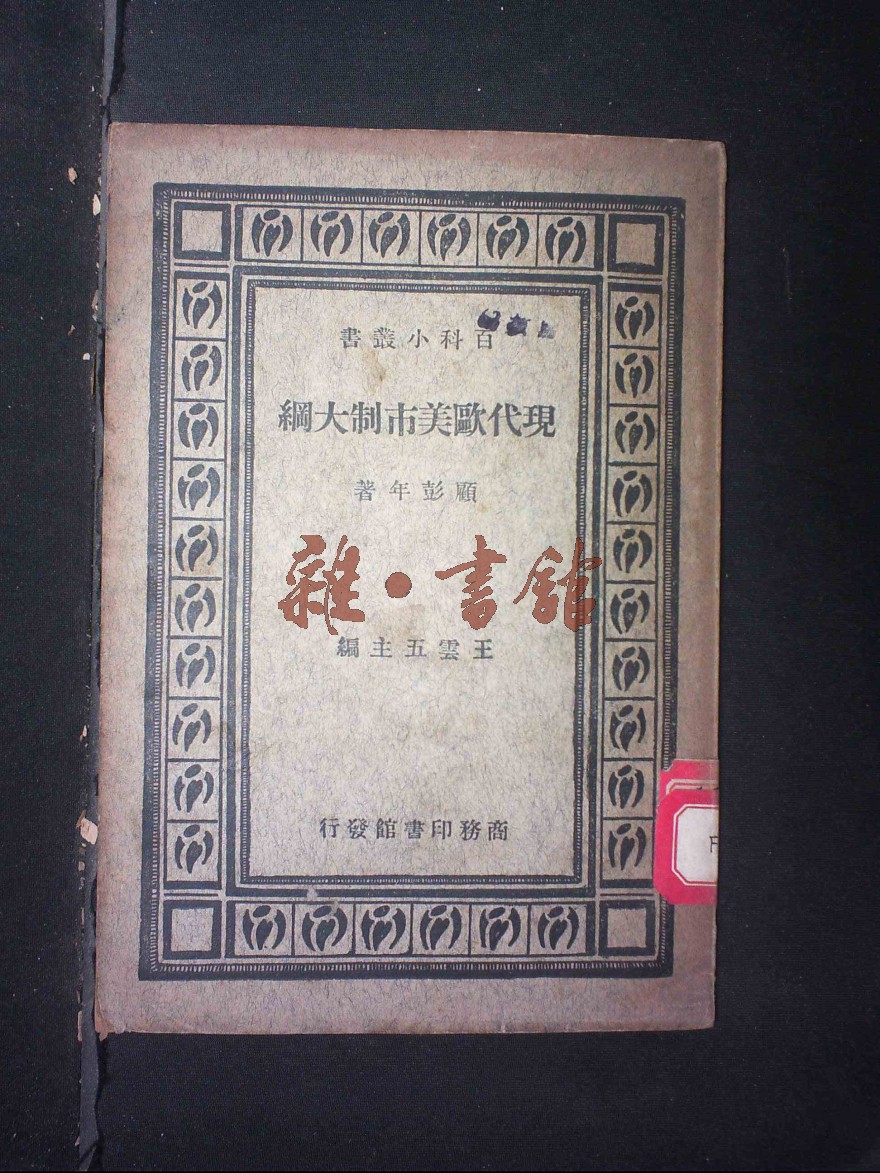 百科小叢書
現代歐美市制大綱
顧彭年著
雜·書館
王雲五主編
商務印書館發行